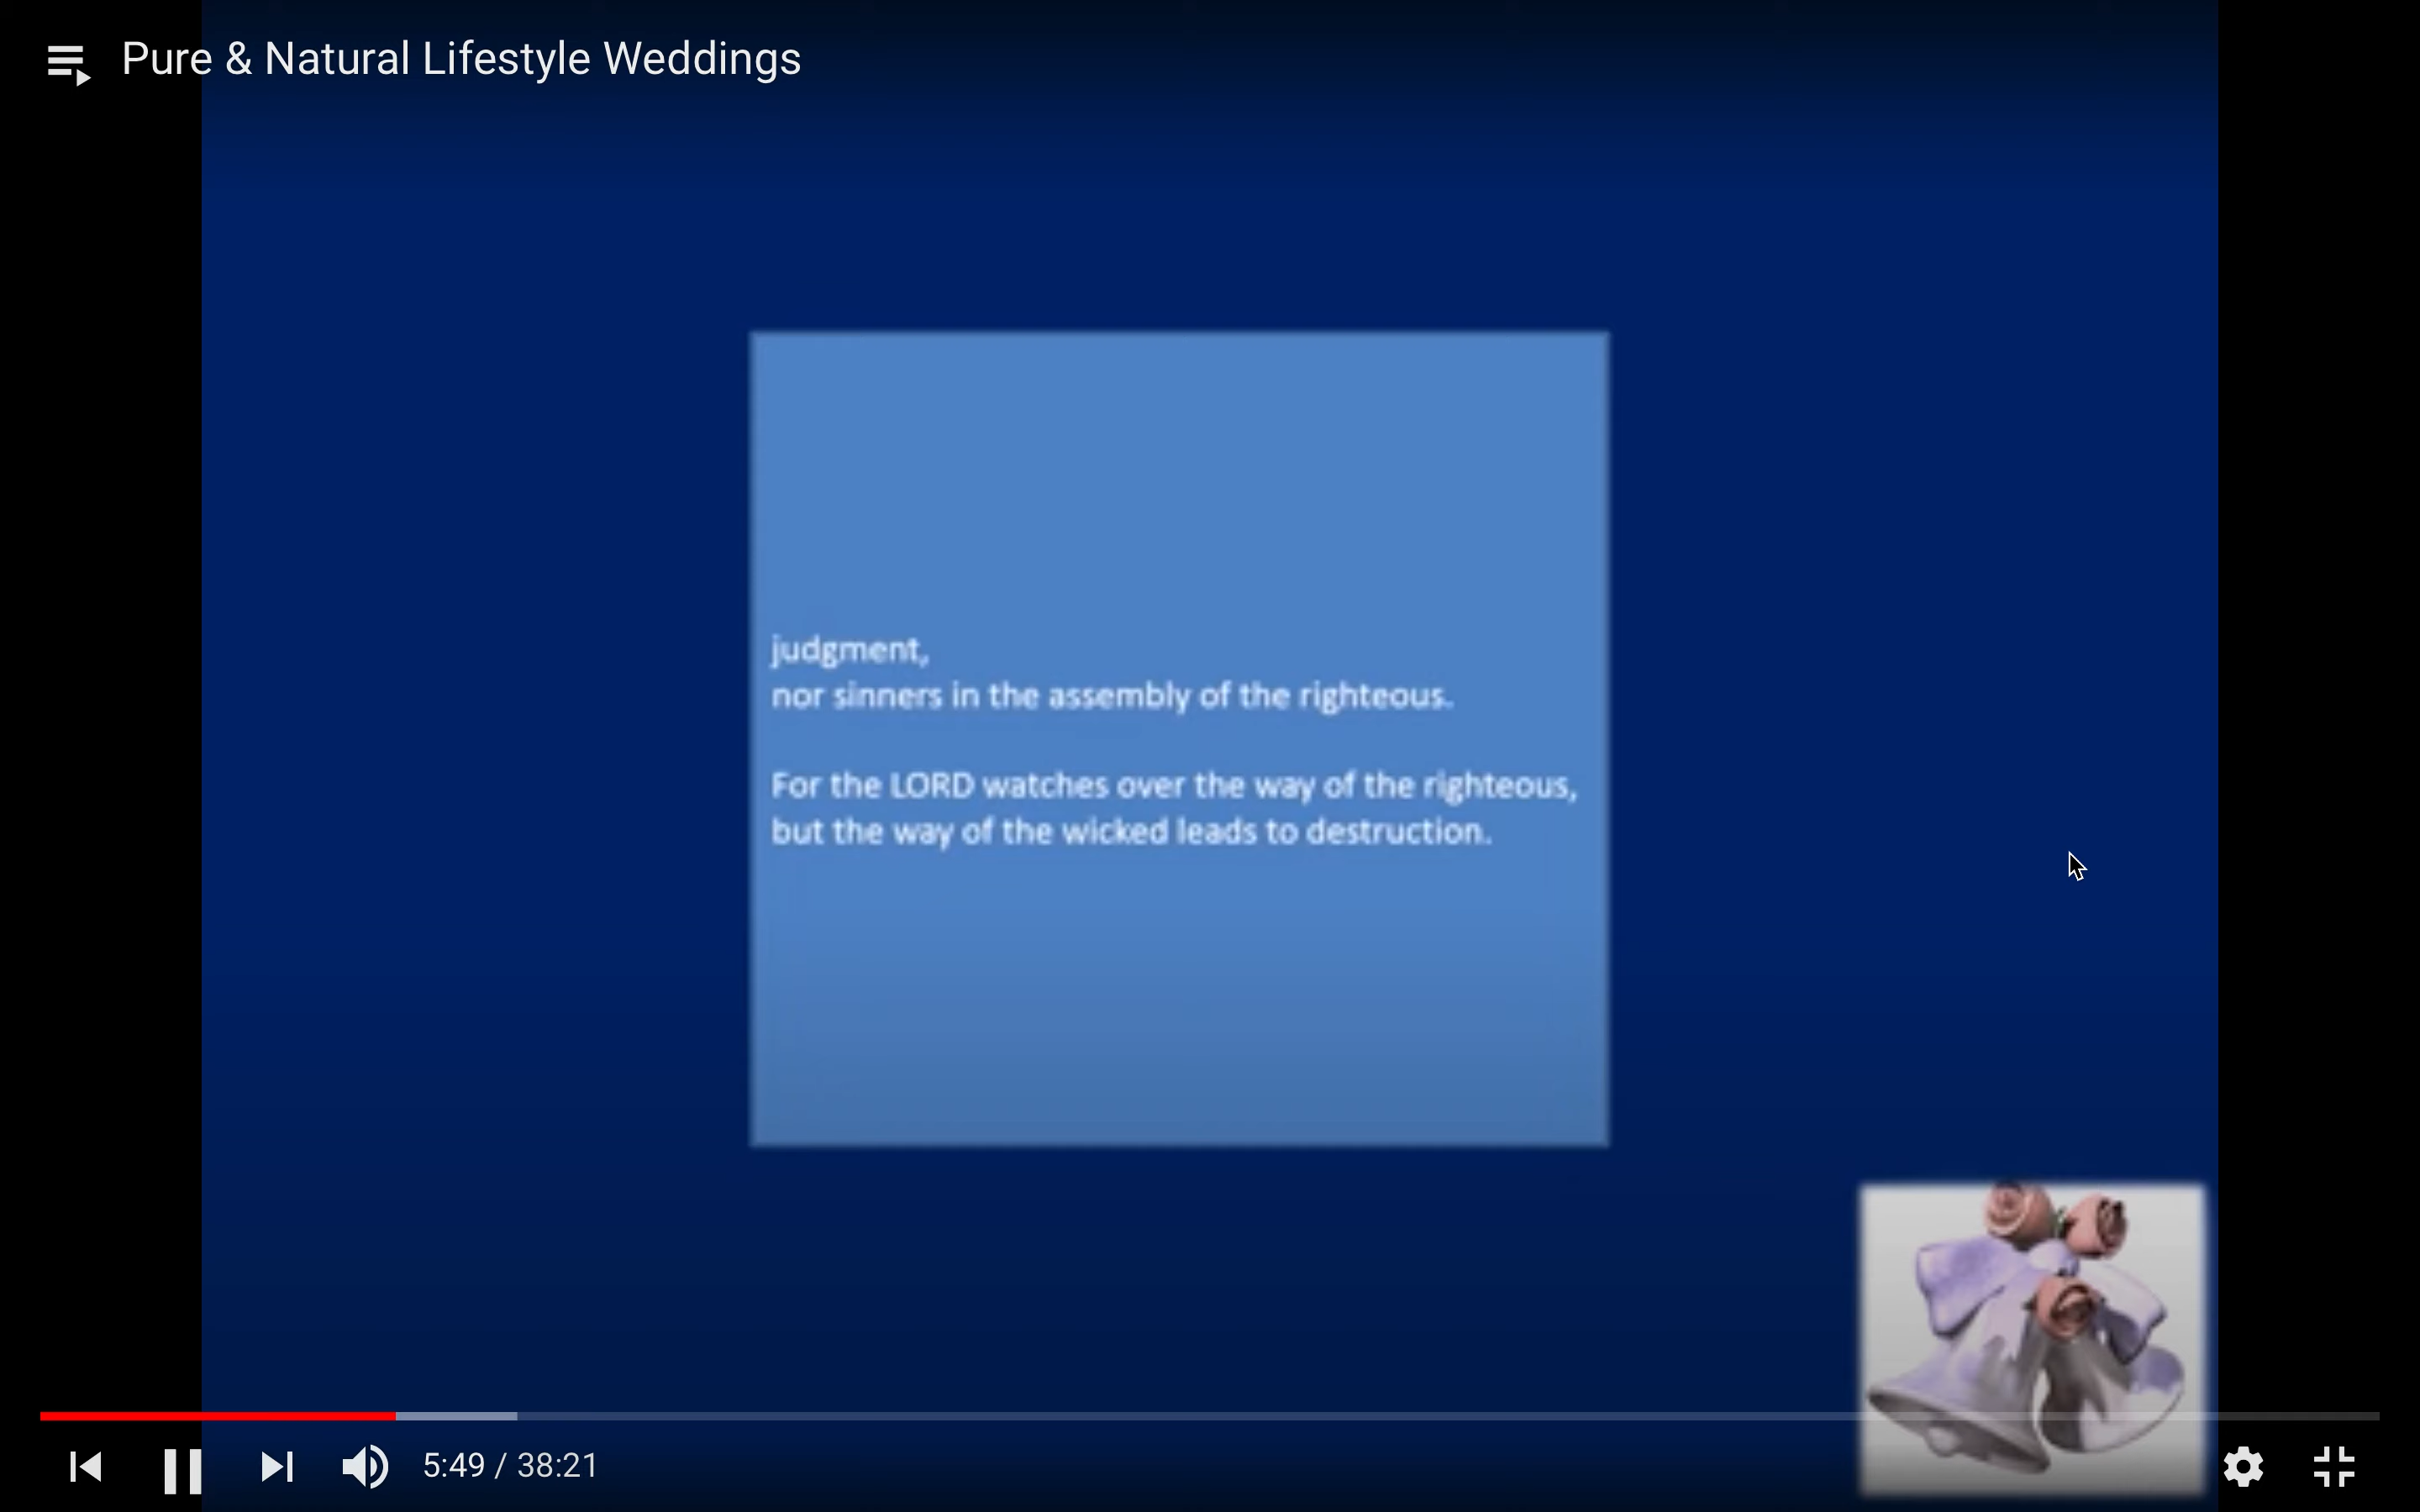 Pure & Natural Lifestyle Weddings
judgment,
nor sinners in the assembly of the righteous.
For the LORD watches over the way of the righteous,
but the way of the wicked leads to destruction.
5:49 / 38:21